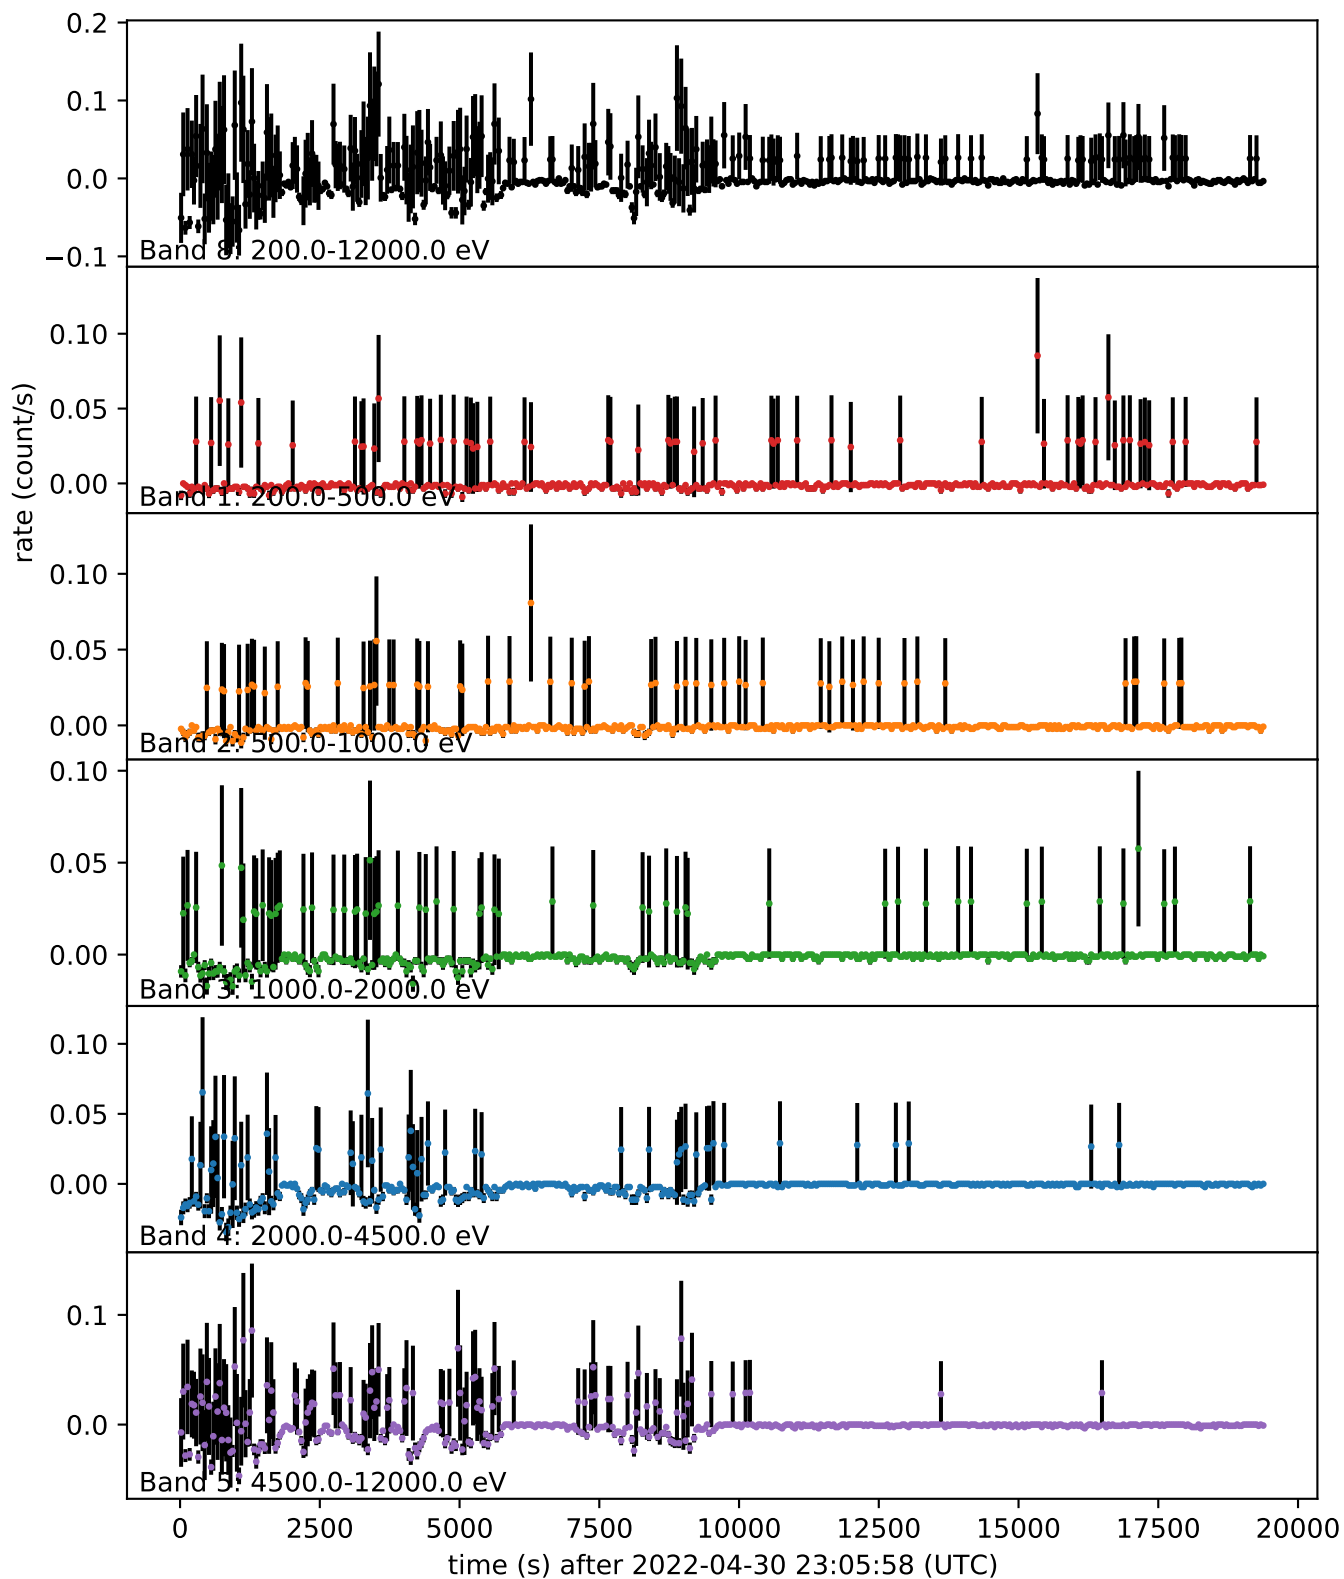 0.2
0.1
0.0
−0.1
Band 8: 200.0-12000.0 eV
0.10
0.05
0.00
Band 1: 200.0-500.0 eV
rate (count/s)
0.10
0.05
0.00
Band 2: 500.0-1000.0 eV
0.10
0.05
0.00
Band 3: 1000.0-2000.0 eV
0.10
0.05
0.00
Band 4: 2000.0-4500.0 eV
0.1
0.0
Band 5: 4500.0-12000.0 eV
0 2500 5000 7500 10000 12500 15000 17500 20000
time (s) after 2022-04-30 23:05:58 (UTC)